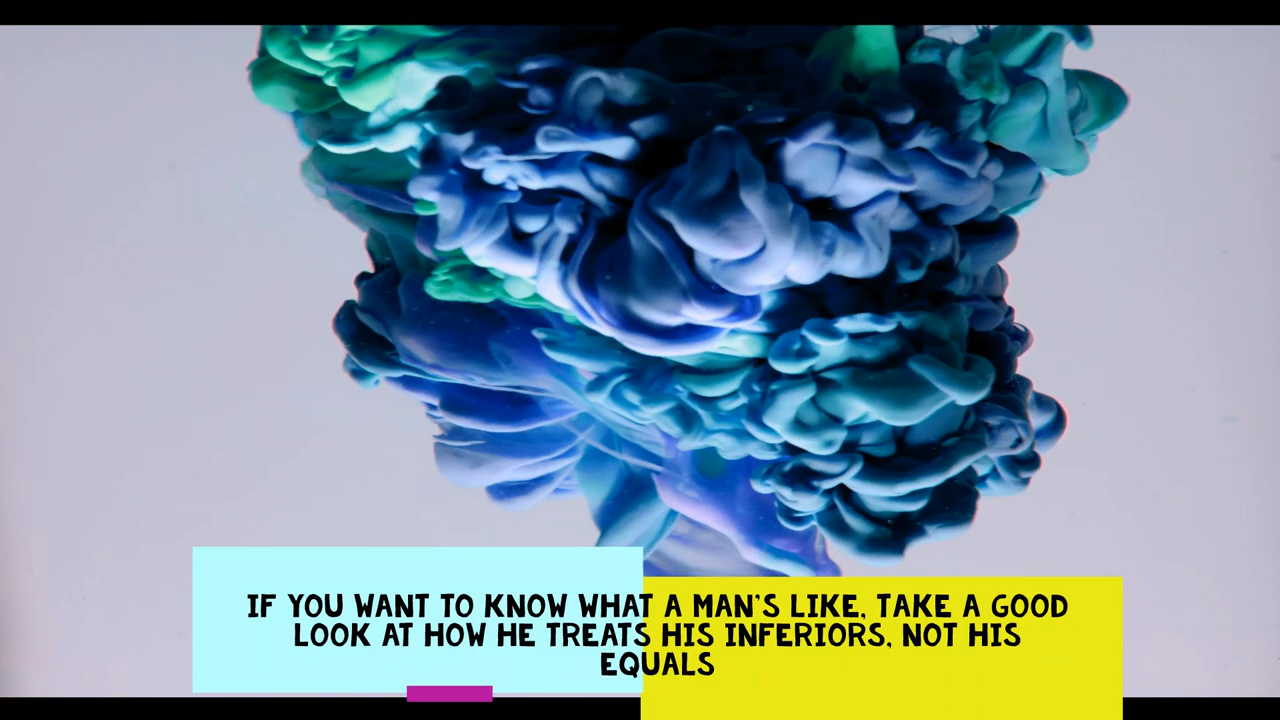 IF YOU WANT TO KNOW WHAT A MAN'S LIKE, TAKE A GOOD
LOOK AT HOW HE TREATS HIS INFERIORS, NOT HIS
EQUALS